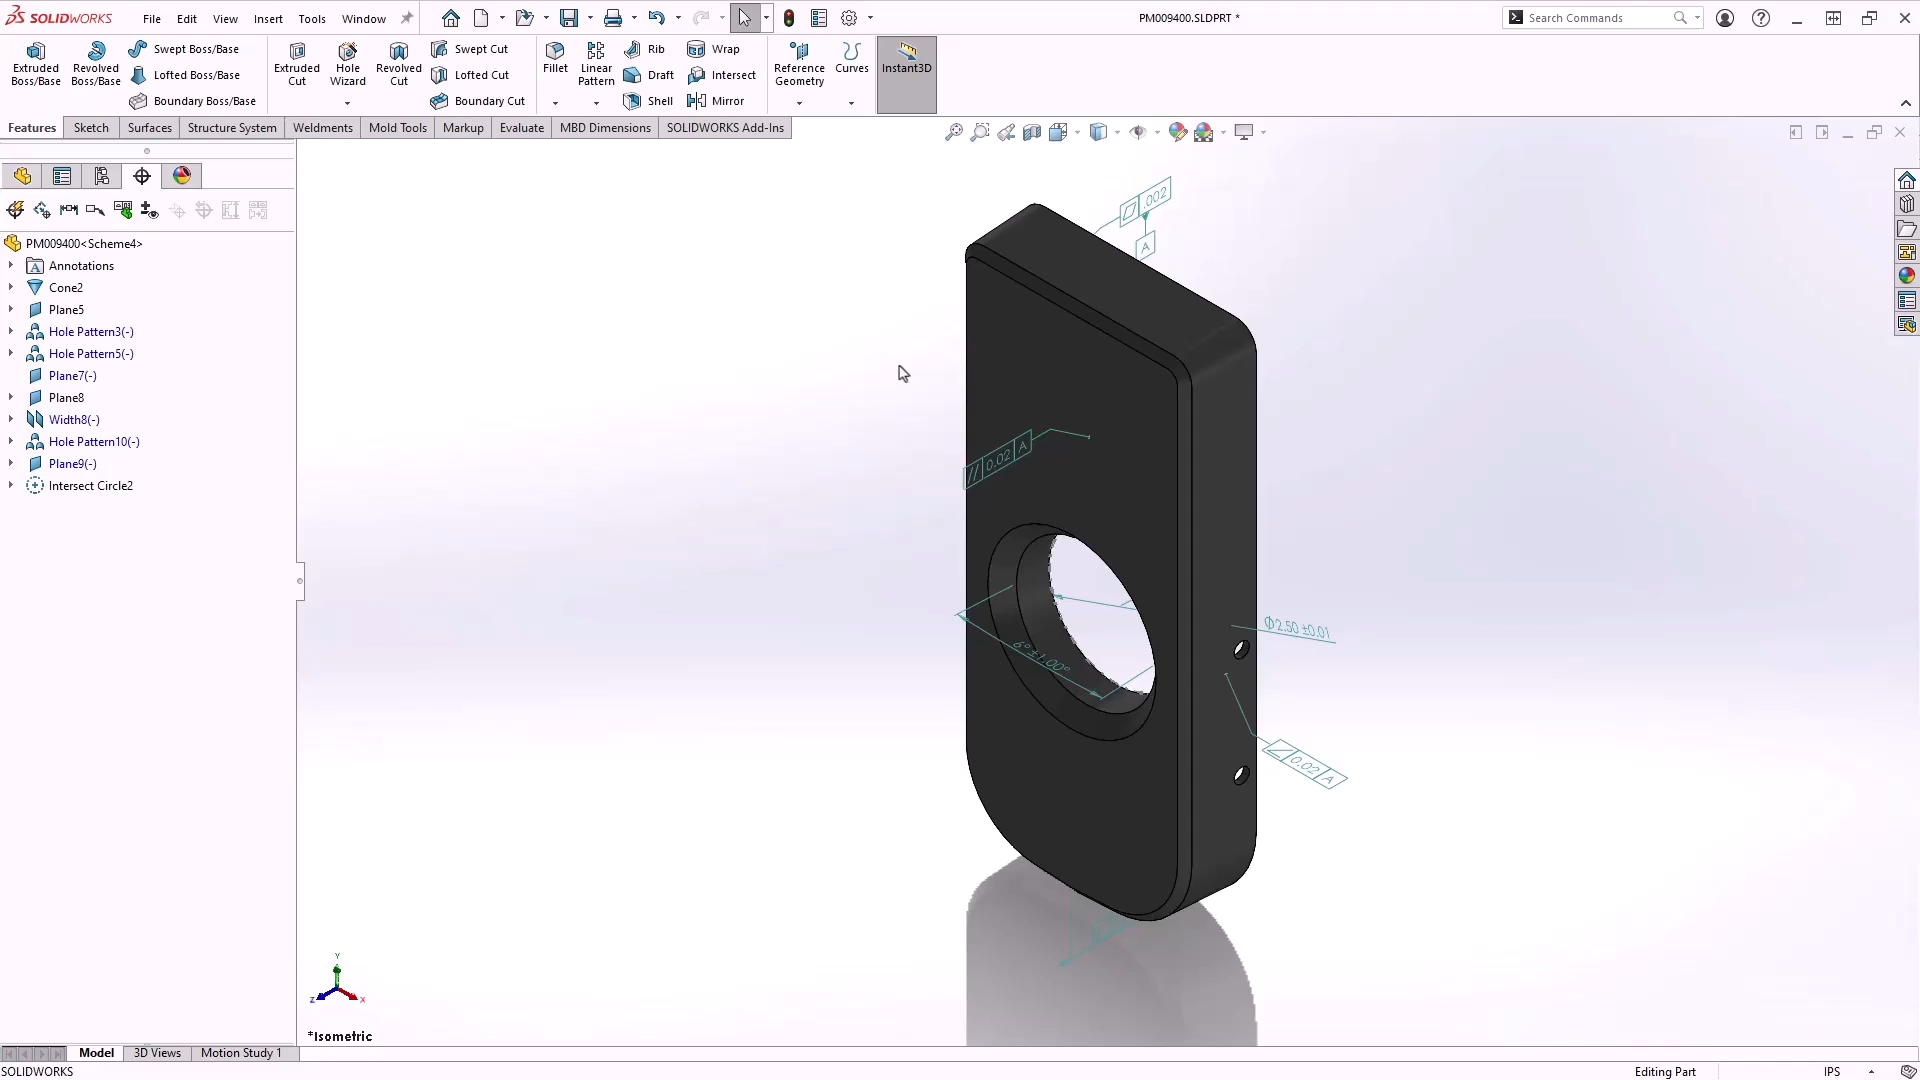 SOLIDWORKS File Edit View Insert Tools Window PM009400.SLDPRT * Search Commands
Extruded Boss/Base
Revolved Boss/Base
Swept Boss/Base
Lofted Boss/Base
Boundary Boss/Base
Extruded Cut
Hole Wizard
Revolved Cut
Swept Cut
Lofted Cut
Boundary Cut
Fillet
Linear Pattern
Rib
Draft
Shell
Wrap
Intersect
Mirror
Reference Geometry
Curves
Instant3D
Features Sketch Surfaces Structure System Weldments Mold Tools Markup Evaluate MBD Dimensions SOLIDWORKS Add-Ins
PM009400<Scheme4>
Annotations
Cone2
Plane5
Hole Pattern3(-)
Hole Pattern5(-)
Plane7(-)
Plane8
Width8(-)
Hole Pattern10(-)
Plane9(-)
Intersect Circle2
.002
A
// 0.02 A
Ø2.50 ±0.01
6° ±1.00°
0.02 A
Y
Z X
*Isometric
Model 3D Views Motion Study 1
SOLIDWORKS Editing Part IPS